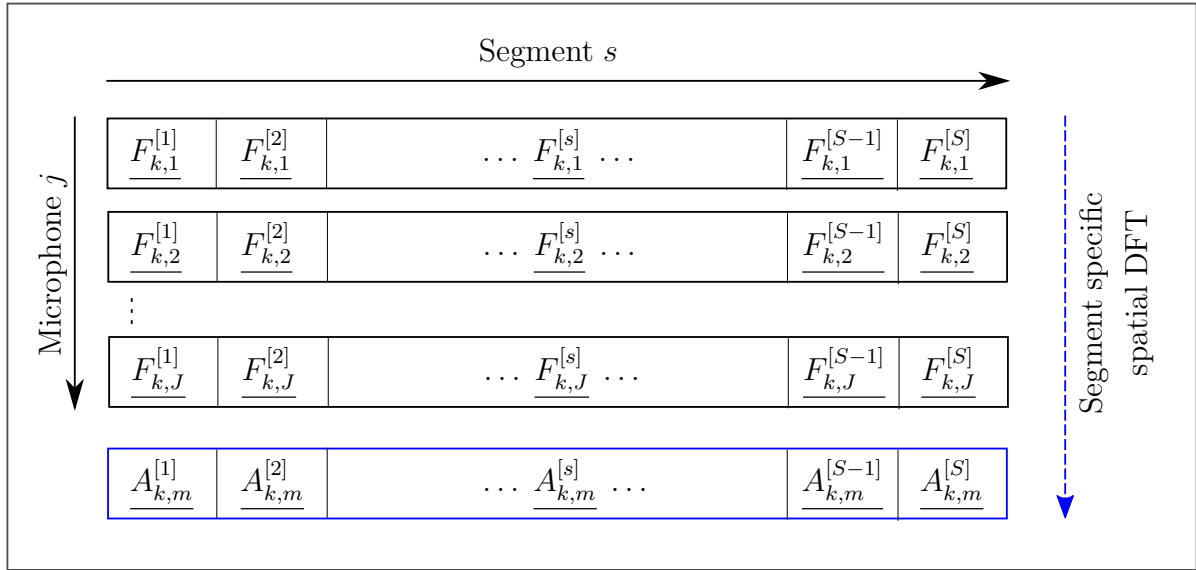 Segment s
Microphone j
F_{k,1}^{[1]} F_{k,1}^{[2]} ... F_{k,1}^{[s]} ... F_{k,1}^{[S−1]} F_{k,1}^{[S]}
F_{k,2}^{[1]} F_{k,2}^{[2]} ... F_{k,2}^{[s]} ... F_{k,2}^{[S−1]} F_{k,2}^{[S]}
F_{k,J}^{[1]} F_{k,J}^{[2]} ... F_{k,J}^{[s]} ... F_{k,J}^{[S−1]} F_{k,J}^{[S]}
A_{k,m}^{[1]} A_{k,m}^{[2]} ... A_{k,m}^{[s]} ... A_{k,m}^{[S−1]} A_{k,m}^{[S]}
Segment specific
spatial DFT